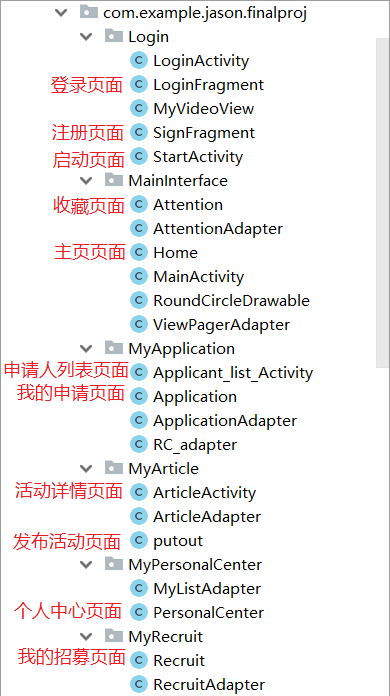 com.example.jason.finalproj
Login
LoginActivity
登录页面 LoginFragment
MyVideoView
注册页面 SignFragment
启动页面 StartActivity
MainInterface
收藏页面 Attention
AttentionAdapter
主页页面 Home
MainActivity
RoundCircleDrawable
ViewPagerAdapter
MyApplication
申请人列表页面 Applicant_list_Activity
我的申请页面 Application
ApplicationAdapter
RC_adapter
MyArticle
活动详情页面 ArticleActivity
ArticleAdapter
发布活动页面 putout
MyPersonalCenter
MyListAdapter
个人中心页面 PersonalCenter
MyRecruit
我的招募页面 Recruit
RecruitAdapter